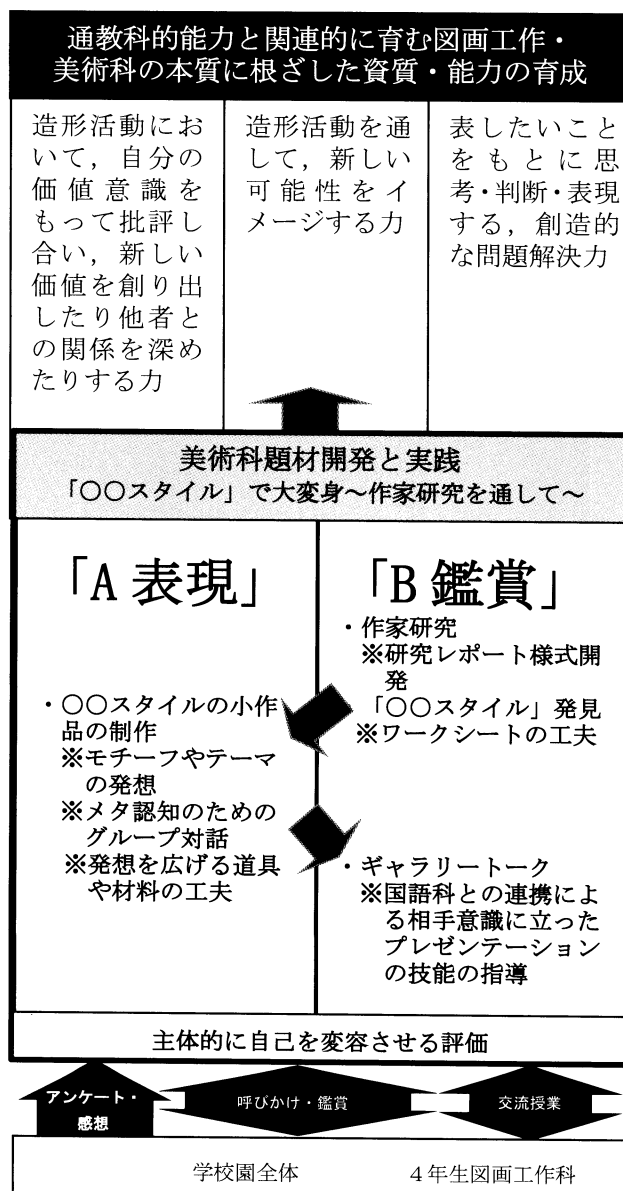 通教科的能力と関連的に育む図画工作・
美術科の本質に根ざした資質・能力の育成
造形活動にお
いて，自分の
価値意識を
もって批評し
合い，新しい
価値を創り出
したり他者と
の関係を深め
たりする力
造形活動を通
して，新しい
可能性をイ
メージする力
表したいこと
をもとに思
考・判断・表現
する，創造的
な問題解決力
美術科題材開発と実践
「〇〇スタイル」で大変身～作家研究を通して～
「A 表現」
・〇〇スタイルの小作
品の制作
※モチーフやテーマ
の発想
※メタ認知のための
グループ対話
※発想を広げる道具
や材料の工夫
「B 鑑賞」
・作家研究
※研究レポート様式開
発
「〇〇スタイル」発見
※ワークシートの工夫
・ギャラリートーク
※国語科との連携によ
る相手意識に立った
プレゼンテーション
の技能の指導
主体的に自己を変容させる評価
アンケート・
感想
呼びかけ・鑑賞
交流授業
学校園全体
４年生図画工作科